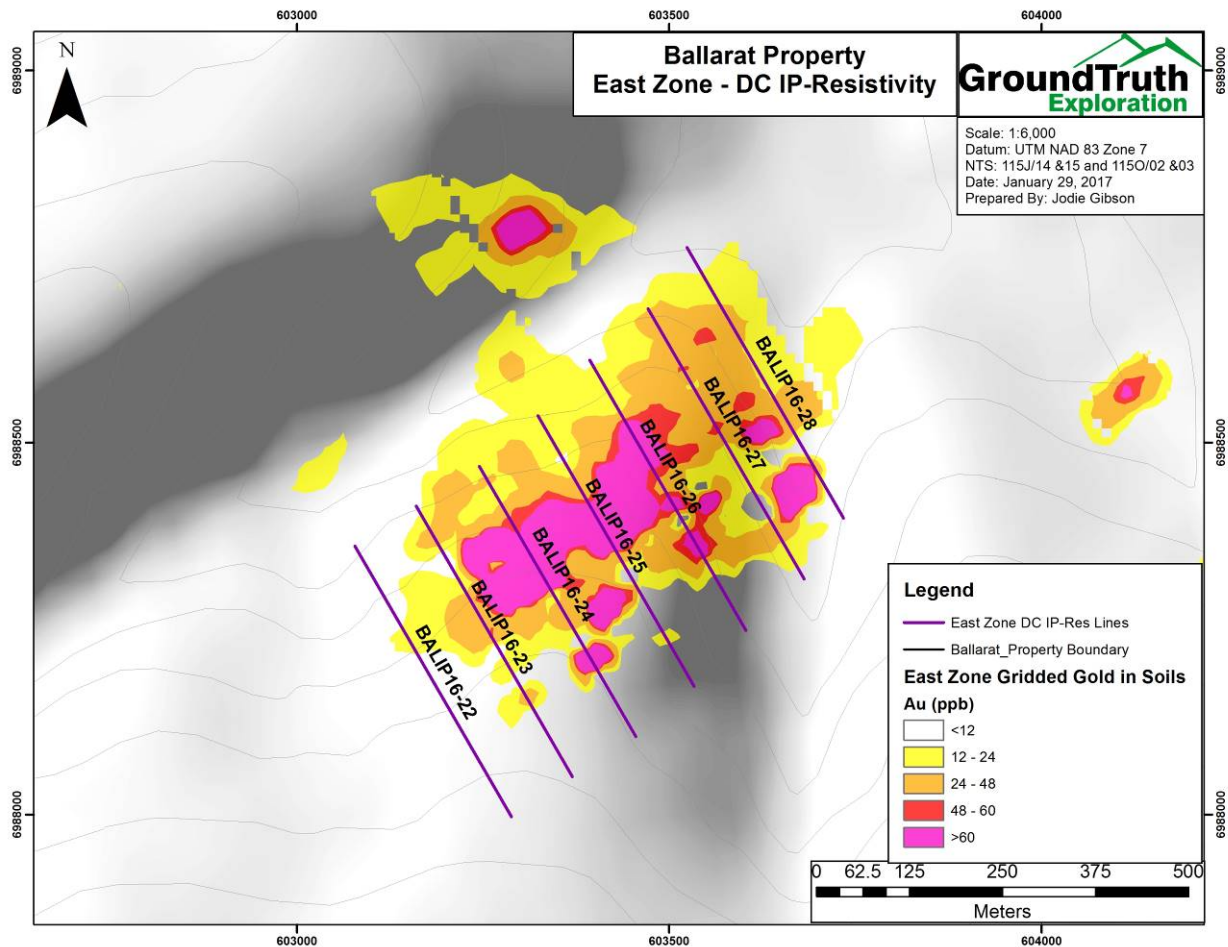 603000
603500
604000
N
Ballarat Property
East Zone - DC IP-Resistivity
GroundTruth
Exploration
Scale: 1:6,000
Datum: UTM NAD 83 Zone 7
NTS: 115J/14 &15 and 115O/02 &03
Date: January 29, 2017
Prepared By: Jodie Gibson
6989000
6989000
6988500
6988500
6988000
6988000
BALIP16-28
BALIP16-27
BALIP16-26
BALIP16-25
BALIP16-24
BALIP16-23
BALIP16-22
Legend
East Zone DC IP-Res Lines
Ballarat_Property Boundary
East Zone Gridded Gold in Soils
Au (ppb)
<12
12 - 24
24 - 48
48 - 60
>60
0 62.5 125 250 375 500
Meters
603000
603500
604000